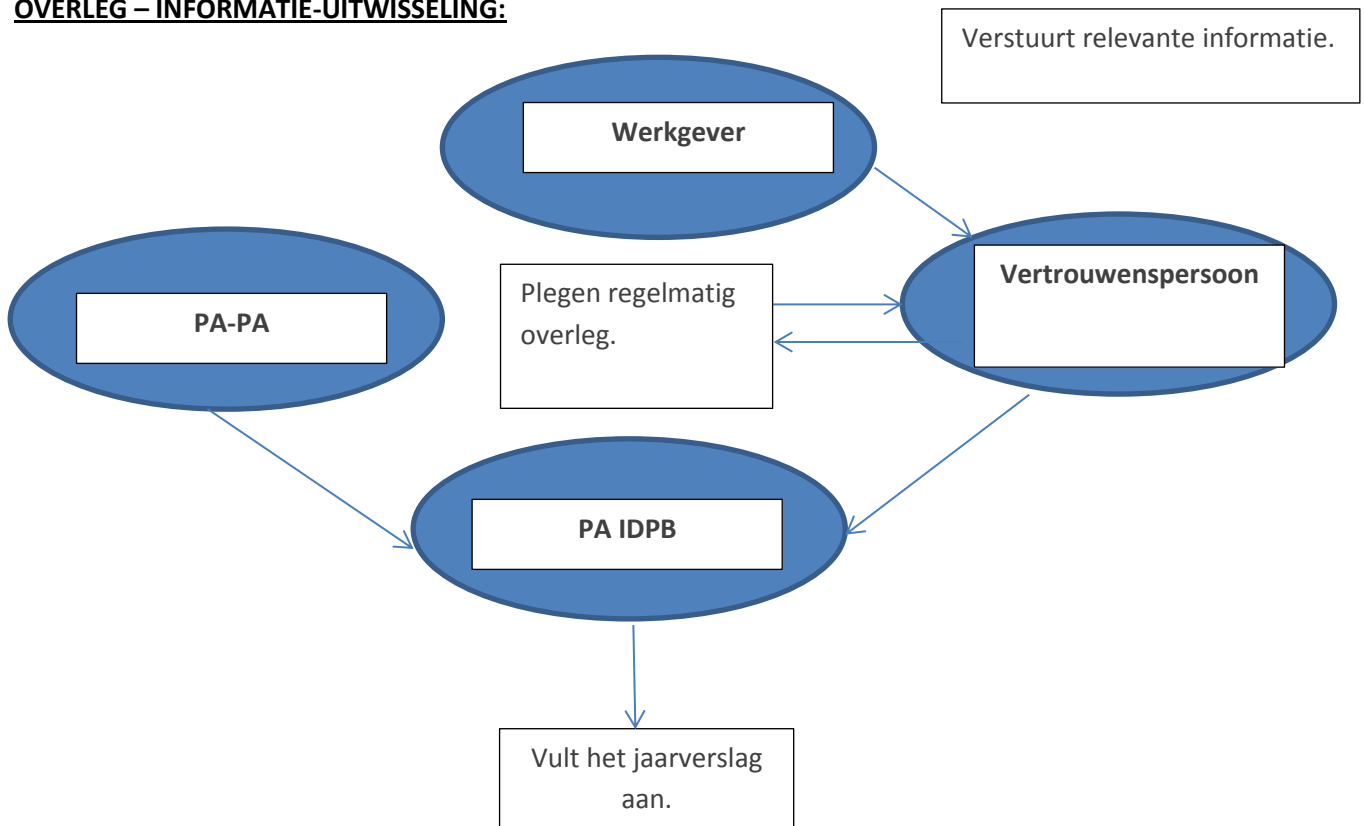 OVERLEG – INFORMATIE-UITWISSELING:
Verstuurt relevante informatie.
Werkgever
Vertrouwenspersoon
Plegen regelmatig
overleg.
PA-PA
PA IDPB
Vult het jaarverslag
aan.